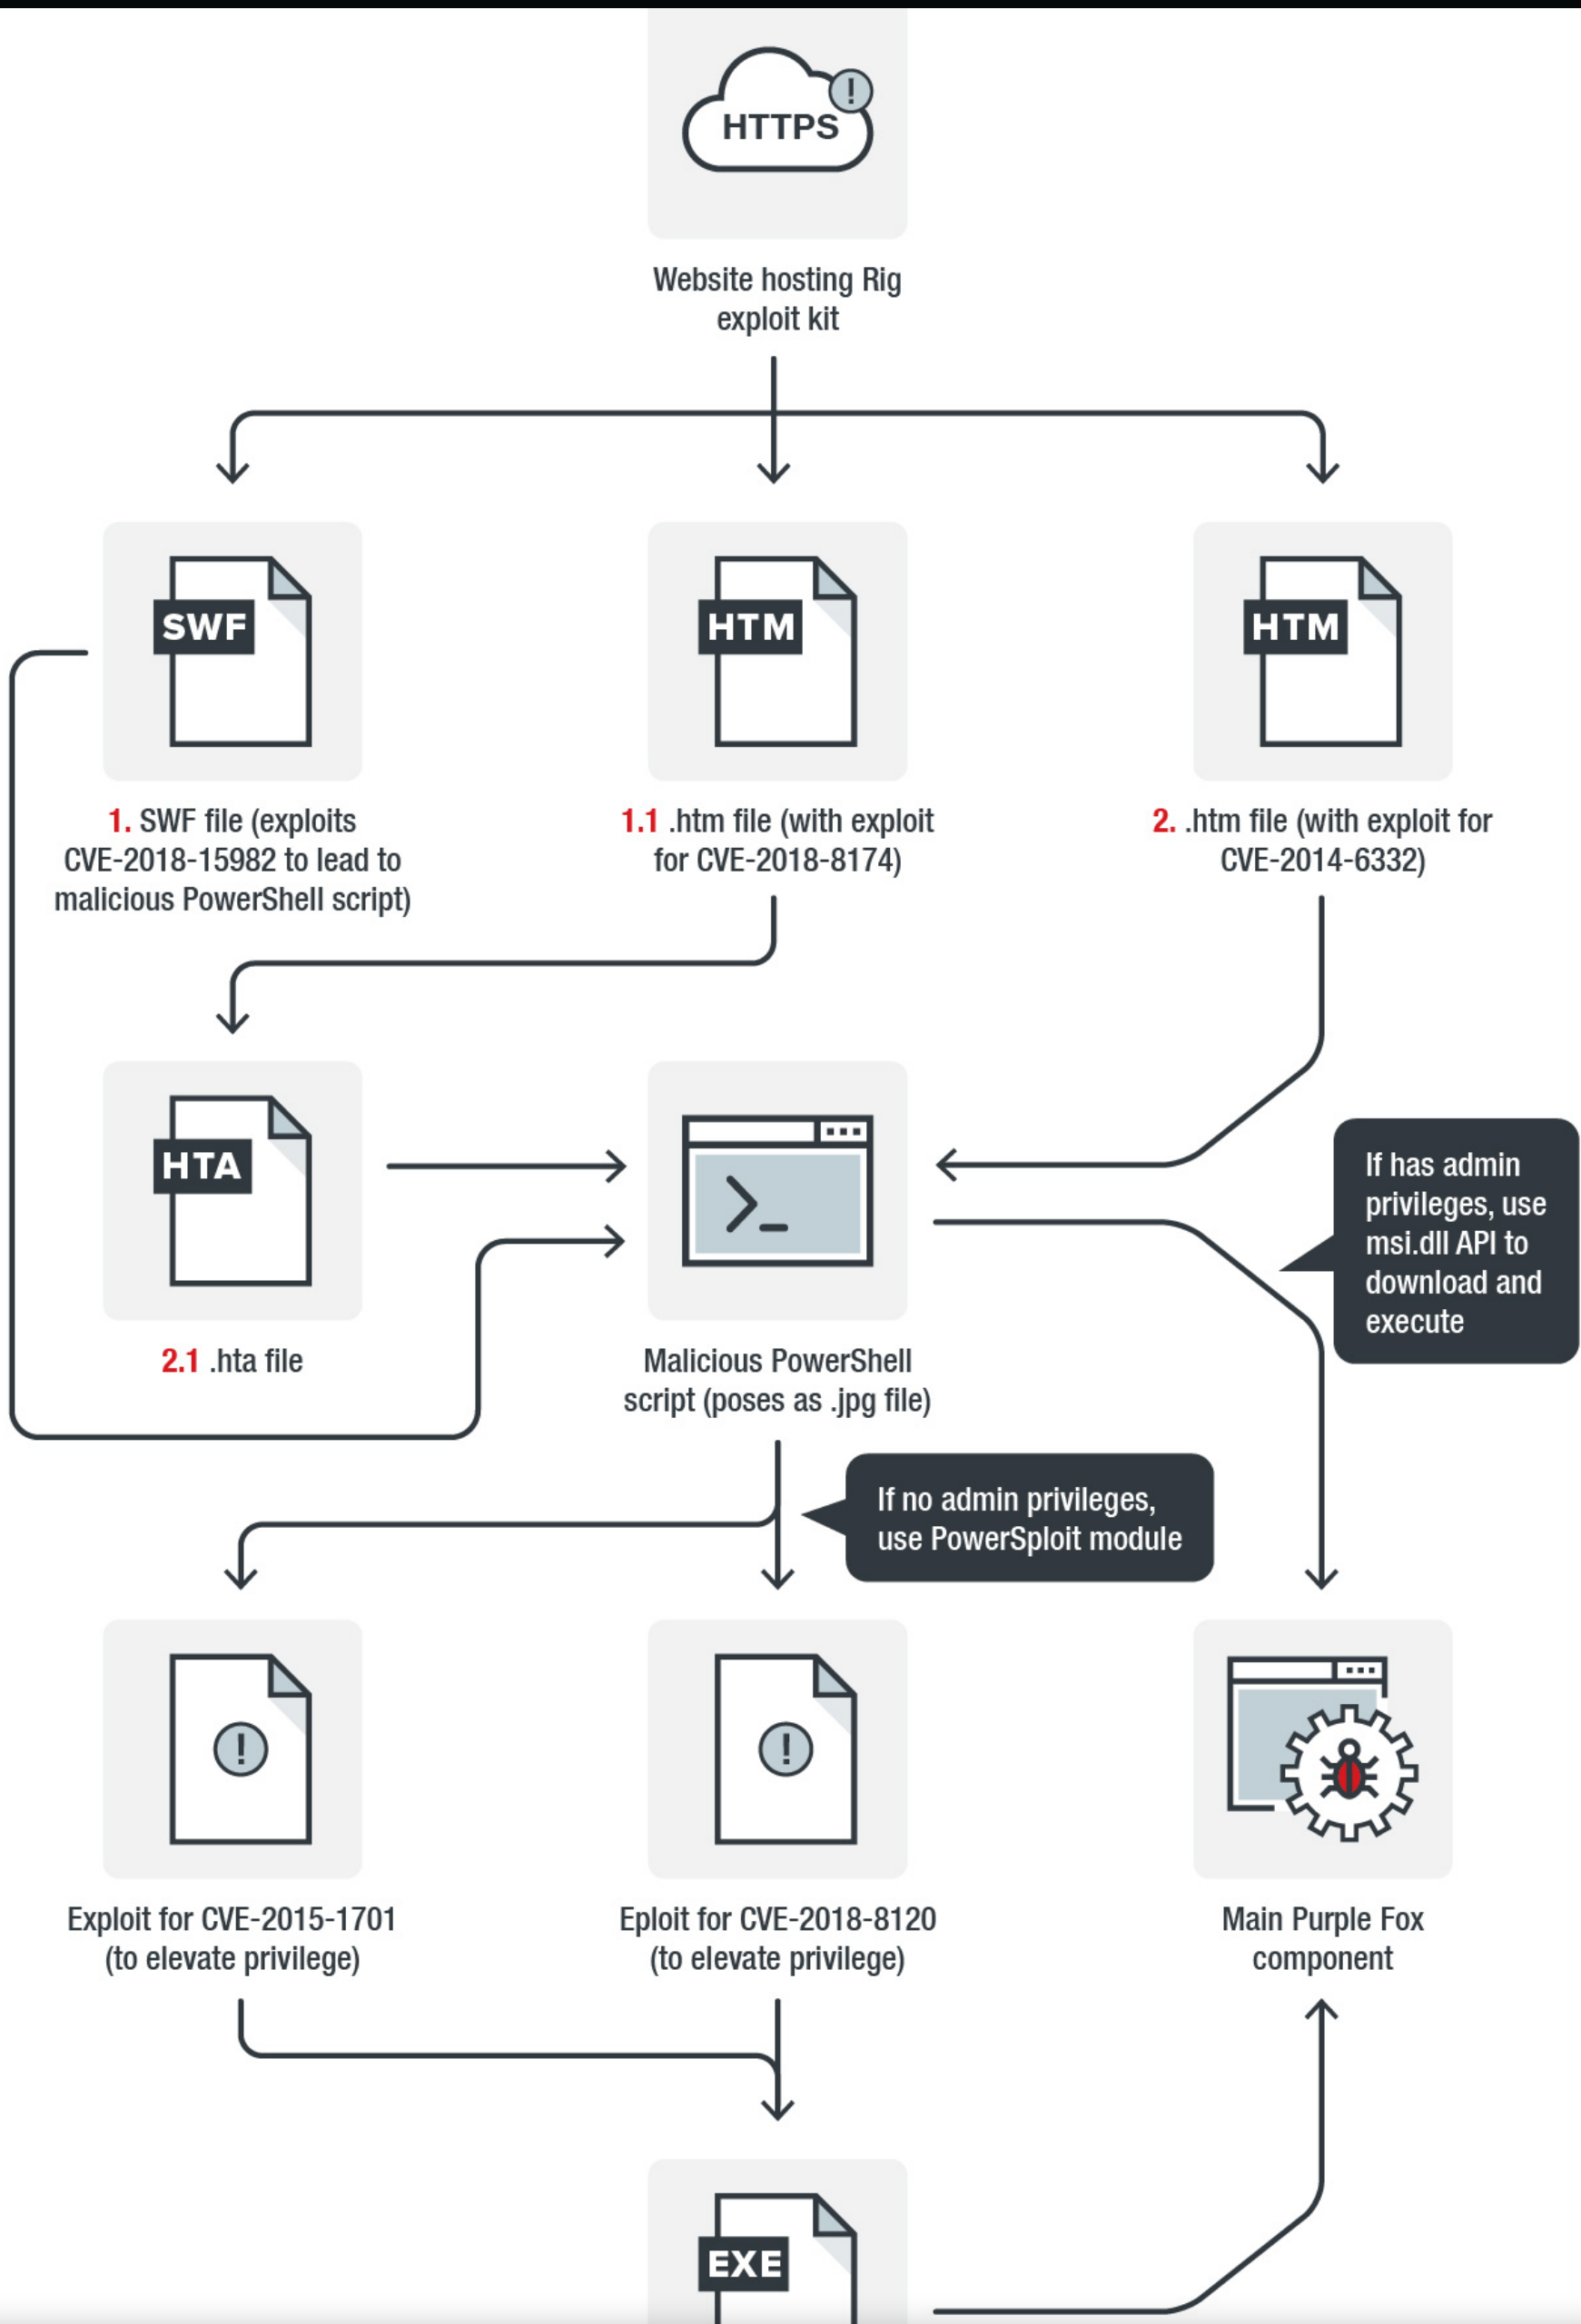 HTTPS
!
Website hosting Rig
exploit kit
SWF
HTM
HTM
1. SWF file (exploits
CVE-2018-15982 to lead to
malicious PowerShell script)
1.1 .htm file (with exploit
for CVE-2018-8174)
2. .htm file (with exploit for
CVE-2014-6332)
HTA
>_
If has admin
privileges, use
msi.dll API to
download and
execute
2.1 .hta file
Malicious PowerShell
script (poses as .jpg file)
If no admin privileges,
use PowerSploit module
!
!
Exploit for CVE-2015-1701
(to elevate privilege)
Eploit for CVE-2018-8120
(to elevate privilege)
Main Purple Fox
component
EXE